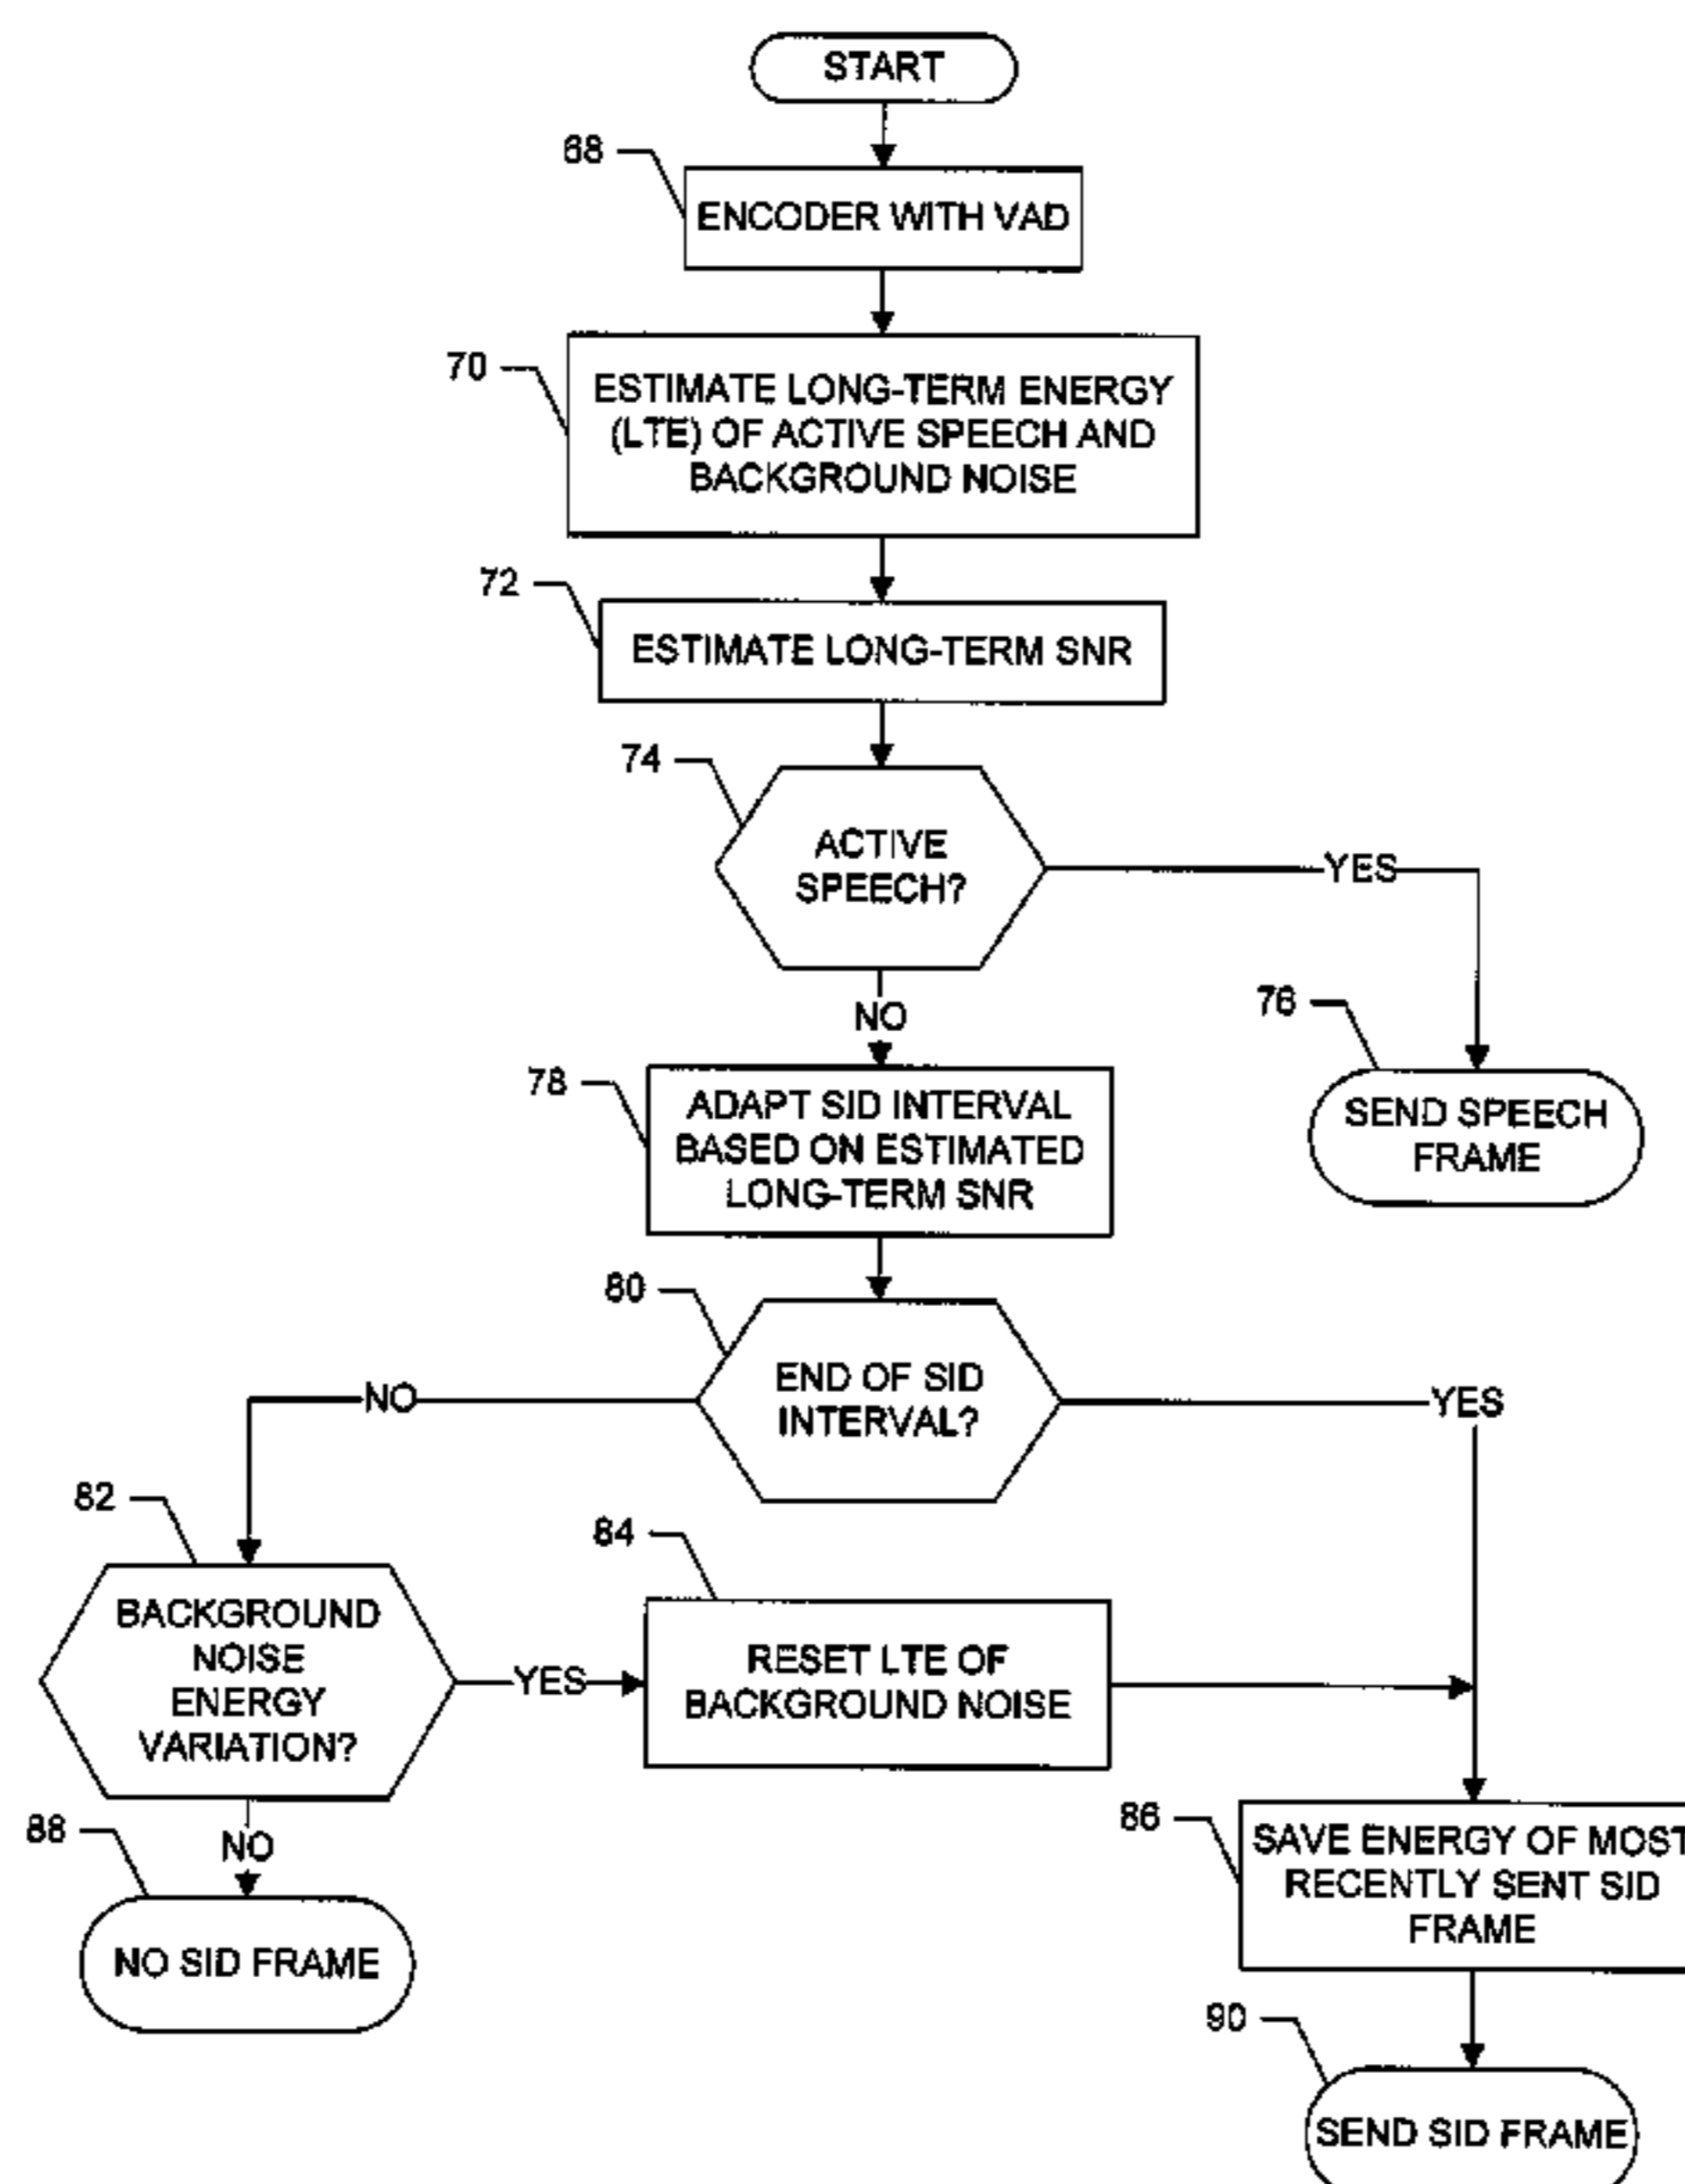 START
68
ENCODER WITH VAD
70
ESTIMATE LONG-TERM ENERGY
(LTE) OF ACTIVE SPEECH AND
BACKGROUND NOISE
72
ESTIMATE LONG-TERM SNR
74
ACTIVE
SPEECH?
YES
NO
76
SEND SPEECH
FRAME
78
ADAPT SID INTERVAL
BASED ON ESTIMATED
LONG-TERM SNR
80
END OF SID
INTERVAL?
NO
YES
82
BACKGROUND
NOISE
ENERGY
VARIATION?
YES
84
RESET LTE OF
BACKGROUND NOISE
86
SAVE ENERGY OF MOST
RECENTLY SENT SID
FRAME
NO
88
NO SID FRAME
90
SEND SID FRAME